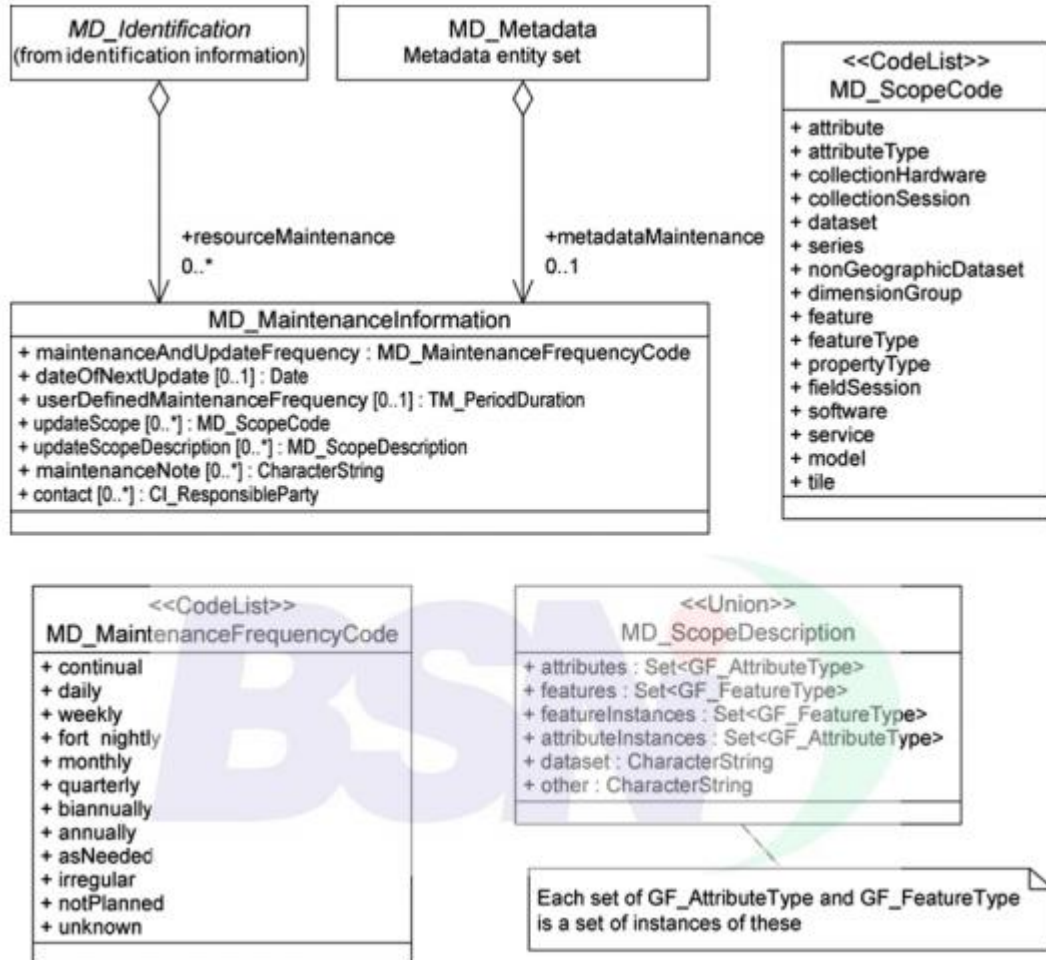 MD_Identification
(from identification information)
MD_Metadata
Metadata entity set
<<CodeList>>
MD_ScopeCode
+ attribute
+ attributeType
+ collectionHardware
+ collectionSession
+ dataset
+ series
+ nonGeographicDataset
+ dimensionGroup
+ feature
+ featureType
+ propertyType
+ fieldSession
+ software
+ service
+ model
+ tile
+resourceMaintenance
0..*
+metadataMaintenance
0..1
MD_MaintenanceInformation
+ maintenanceAndUpdateFrequency : MD_MaintenanceFrequencyCode
+ dateOfNextUpdate [0..1] : Date
+ userDefinedMaintenanceFrequency [0..1] : TM_PeriodDuration
+ updateScope [0..*] : MD_ScopeCode
+ updateScopeDescription [0..*] : MD_ScopeDescription
+ maintenanceNote [0..*] : CharacterString
+ contact [0..*] : CI_ResponsibleParty
<<CodeList>>
MD_MaintenanceFrequencyCode
+ continual
+ daily
+ weekly
+ fort nightly
+ monthly
+ quarterly
+ biannually
+ annually
+ asNeeded
+ irregular
+ notPlanned
+ unknown
<<Union>>
MD_ScopeDescription
+ attributes : Set<GF_AttributeType>
+ features : Set<GF_FeatureType>
+ featureInstances : Set<GF_FeatureType>
+ attributeInstances : Set<GF_AttributeType>
+ dataset : CharacterString
+ other : CharacterString
Each set of GF_AttributeType and GF_FeatureType
is a set of instances of these
BSN